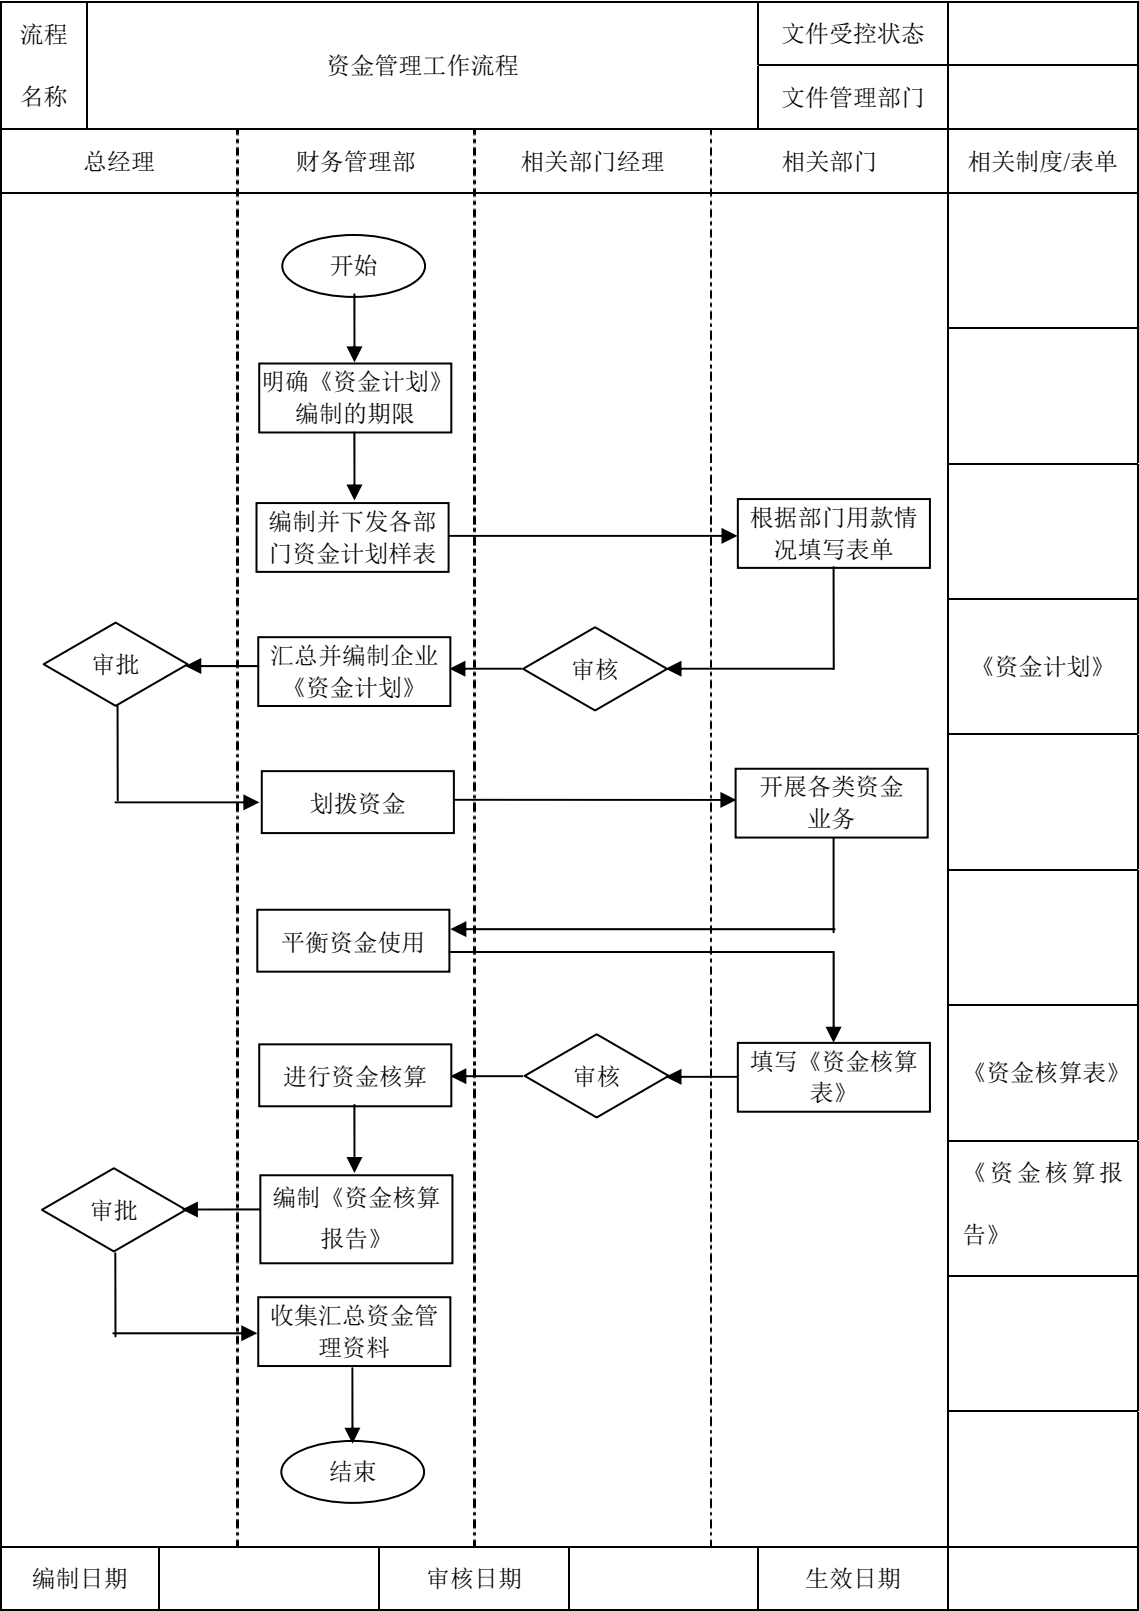 流程
名称
资金管理工作流程
文件受控状态
文件管理部门
总经理
财务管理部
相关部门经理
相关部门
相关制度/表单
开始
明确《资金计划》
编制的期限
编制并下发各部
门资金计划样表
根据部门用款情
况填写表单
审批
汇总并编制企业
《资金计划》
审核
《资金计划》
划拨资金
开展各类资金
业务
平衡资金使用
进行资金核算
审核
填写《资金核算
表》
《资金核算表》
审批
编制《资金核算
报告》
《资金核算报
告》
收集汇总资金管
理资料
结束
编制日期
审核日期
生效日期